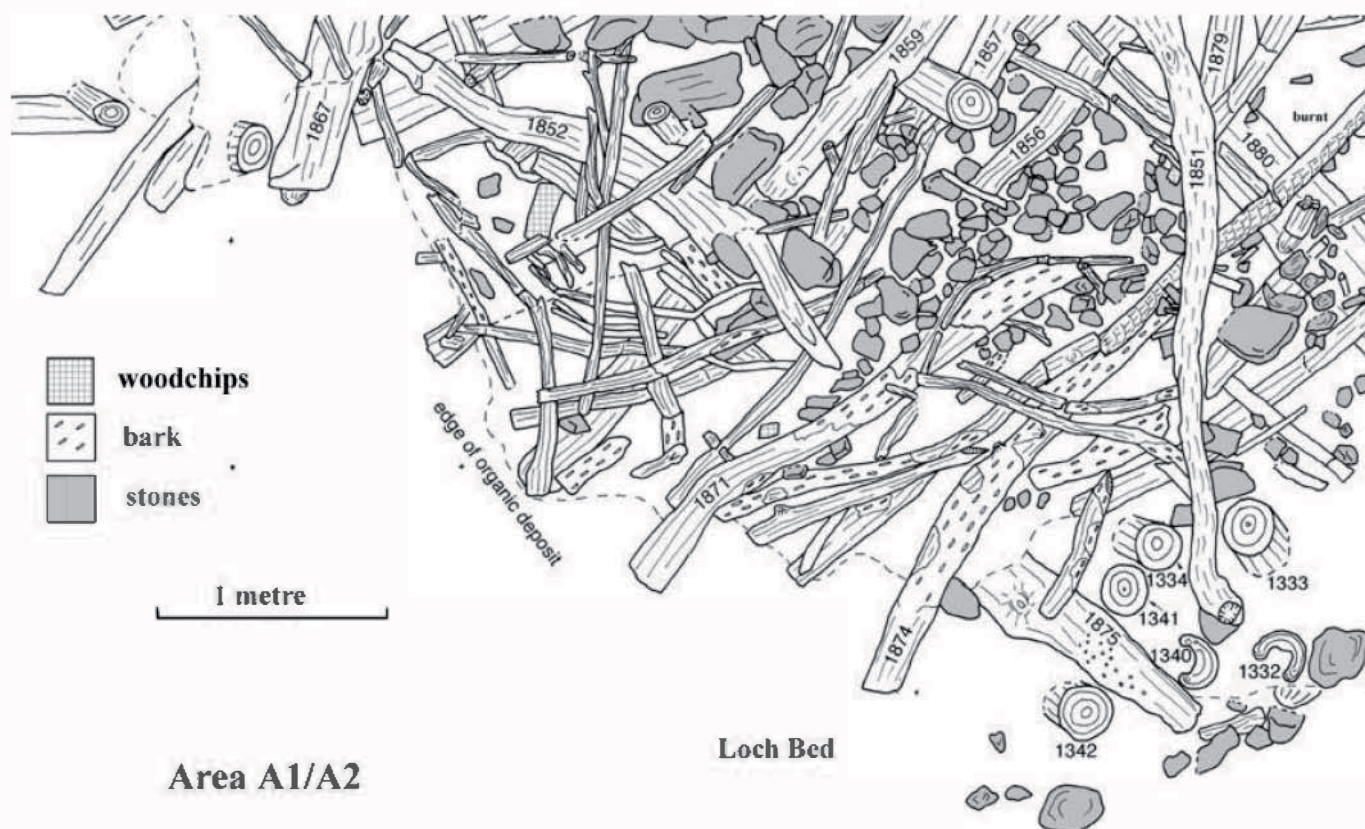 1867
1852
1859
1857
1856
1879
1851
1880
burnt
woodchips
bark
stones
edge of organic deposit
1 metre
1871
1874
1875
1334
1333
1341
1340
1332
1342
Loch Bed
Area A1/A2